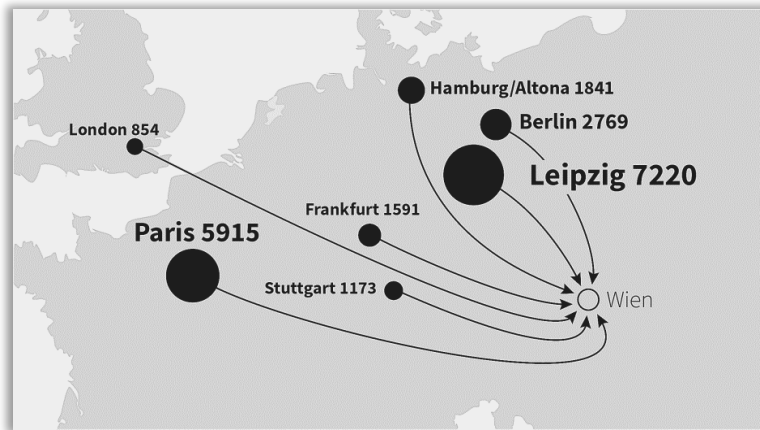 Hamburg/Altona 1841
Berlin 2769
London 854
Leipzig 7220
Frankfurt 1591
Paris 5915
Stuttgart 1173
Wien